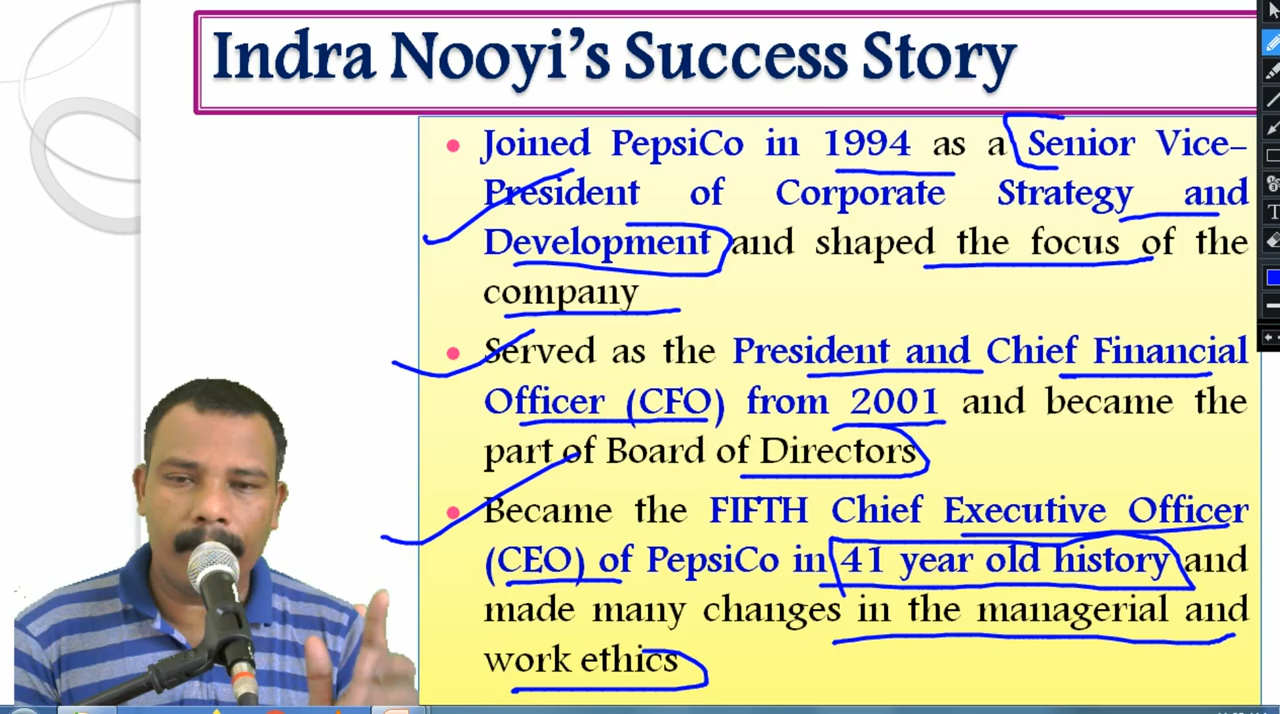 Indra Nooyi's Success Story
• Joined PepsiCo in 1994 as a Senior Vice–
President of Corporate Strategy and
Development and shaped the focus of the
company
• Served as the President and Chief Financial
Officer (CFO) from 2001 and became the
part of Board of Directors
• Became the FIFTH Chief Executive Officer
(CEO) of PepsiCo in 41 year old history and
made many changes in the managerial and
work ethics